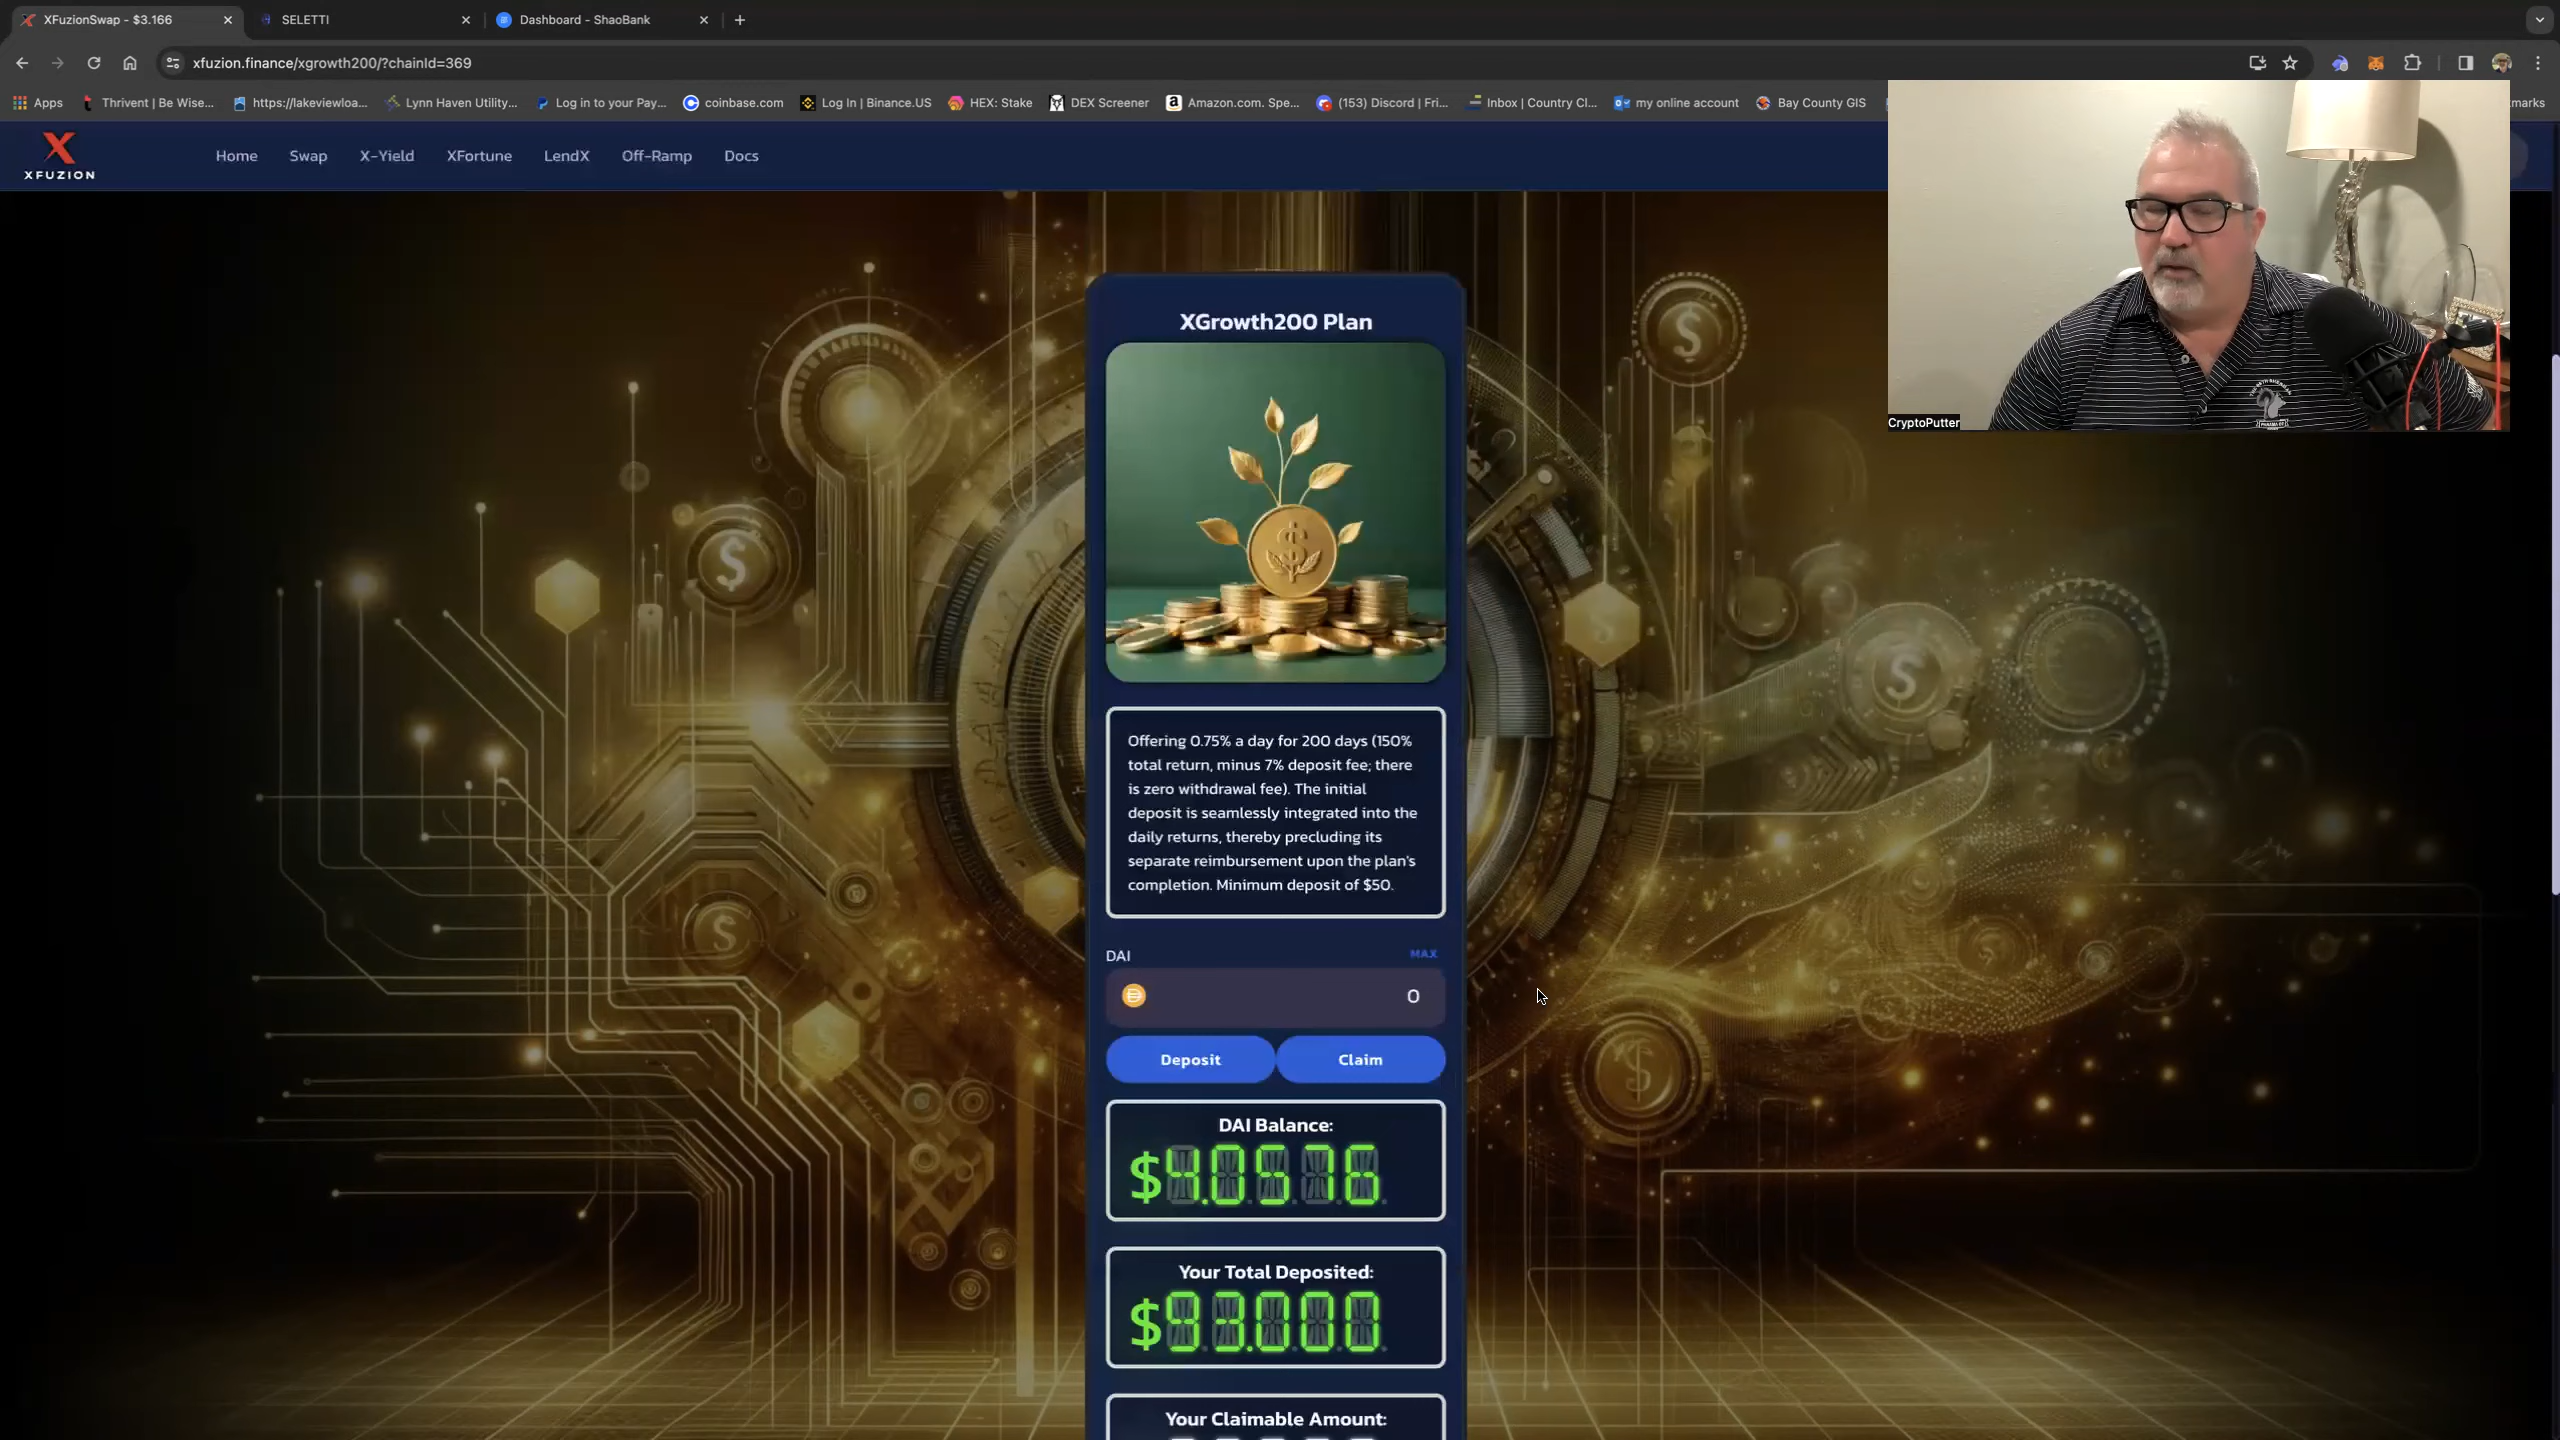 XFuzionSwap - $3.166
SELETTI
Dashboard - ShaoBank
xfuzion.finance/xgrowth200/?chainId=369
Apps
Thrivent | Be Wise...
https://lakeviewloa...
Lynn Haven Utility...
Log in to your Pay...
coinbase.com
Log In | Binance.US
HEX: Stake
DEX Screener
Amazon.com. Spe...
(153) Discord | Fri...
Inbox | Country Cl...
my online account
Bay County GIS
marks
X
XFUZION
Home
Swap
X-Yield
XFortune
LendX
Off-Ramp
Docs
CryptoPutter
XGrowth200 Plan
Offering 0.75% a day for 200 days (150%
total return, minus 7% deposit fee; there
is zero withdrawal fee). The initial
deposit is seamlessly integrated into the
daily returns, thereby precluding its
separate reimbursement upon the plan's
completion. Minimum deposit of $50.
DAI
MAX
0
Deposit
Claim
DAI Balance:
$4.0576
Your Total Deposited:
$93.000
Your Claimable Amount: